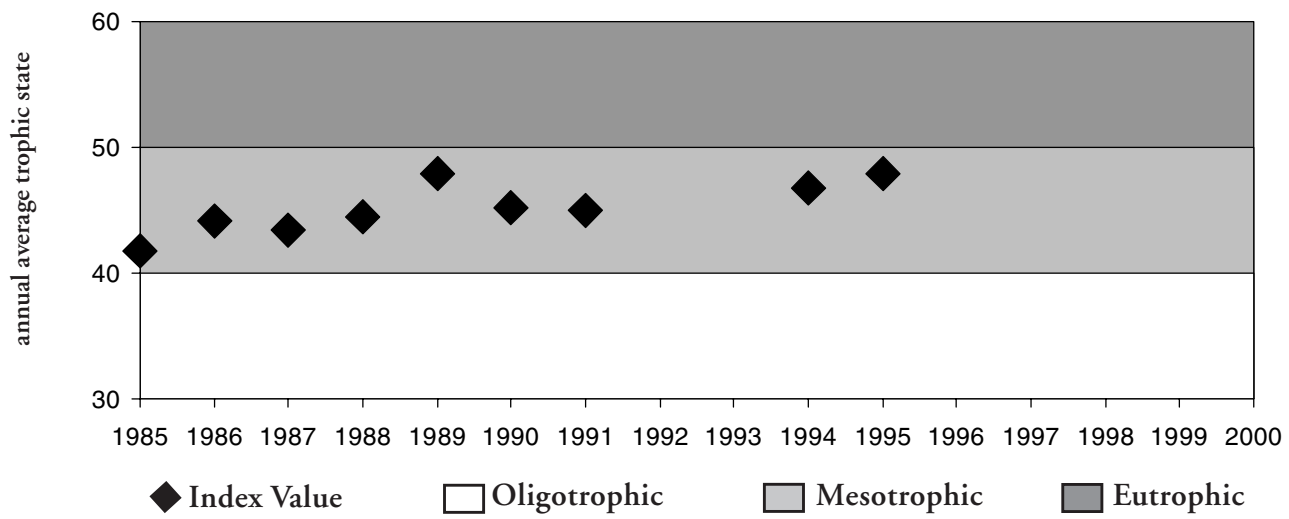 annual average trophic state
60
50
40
30
1985 1986 1987 1988 1989 1990 1991 1992 1993 1994 1995 1996 1997 1998 1999 2000
Index Value Oligotrophic Mesotrophic Eutrophic